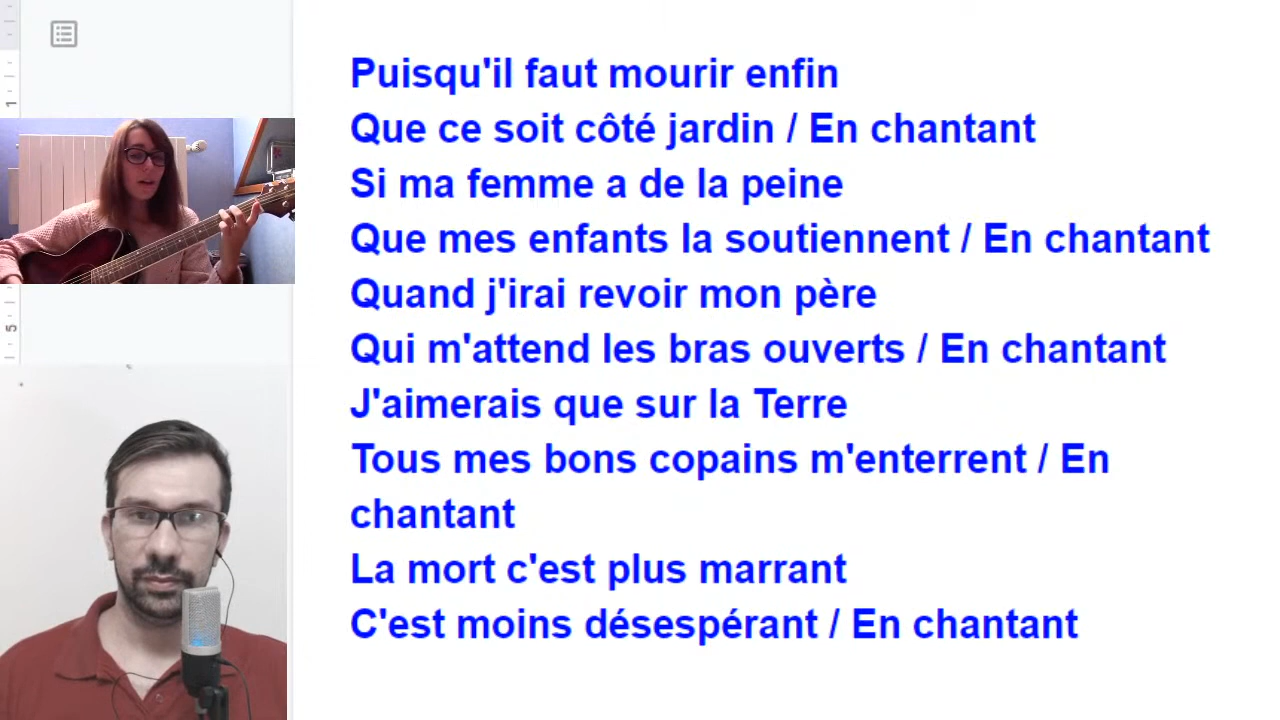 Puisqu'il faut mourir enfin
Que ce soit côté jardin / En chantant
Si ma femme a de la peine
Que mes enfants la soutiennent / En chantant
Quand j'irai revoir mon père
Qui m'attend les bras ouverts / En chantant
J'aimerais que sur la Terre
Tous mes bons copains m'enterrent / En
chantant
La mort c'est plus marrant
C'est moins désespérant / En chantant
1
5